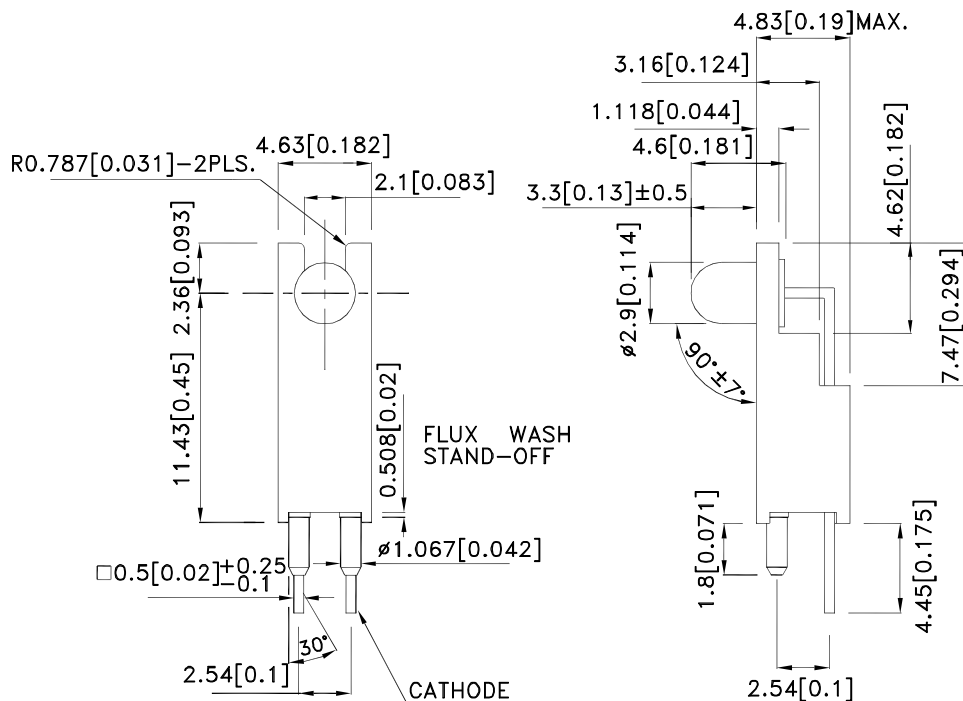 4.83[0.19]MAX.
3.16[0.124]
1.118[0.044]
4.63[0.182]
4.6[0.181]
4.62[0.182]
R0.787[0.031]-2PLS.
2.1[0.083]
3.3[0.13]±0.5
2.36[0.093]
ø2.9[0.114]
7.47[0.294]
90°±7°
11.43[0.45]
0.508[0.02]
FLUX WASH
STAND-OFF
ø1.067[0.042]
□0.5[0.02]+0.25
-0.1
1.8[0.071]
4.45[0.175]
30°
2.54[0.1]
CATHODE
2.54[0.1]